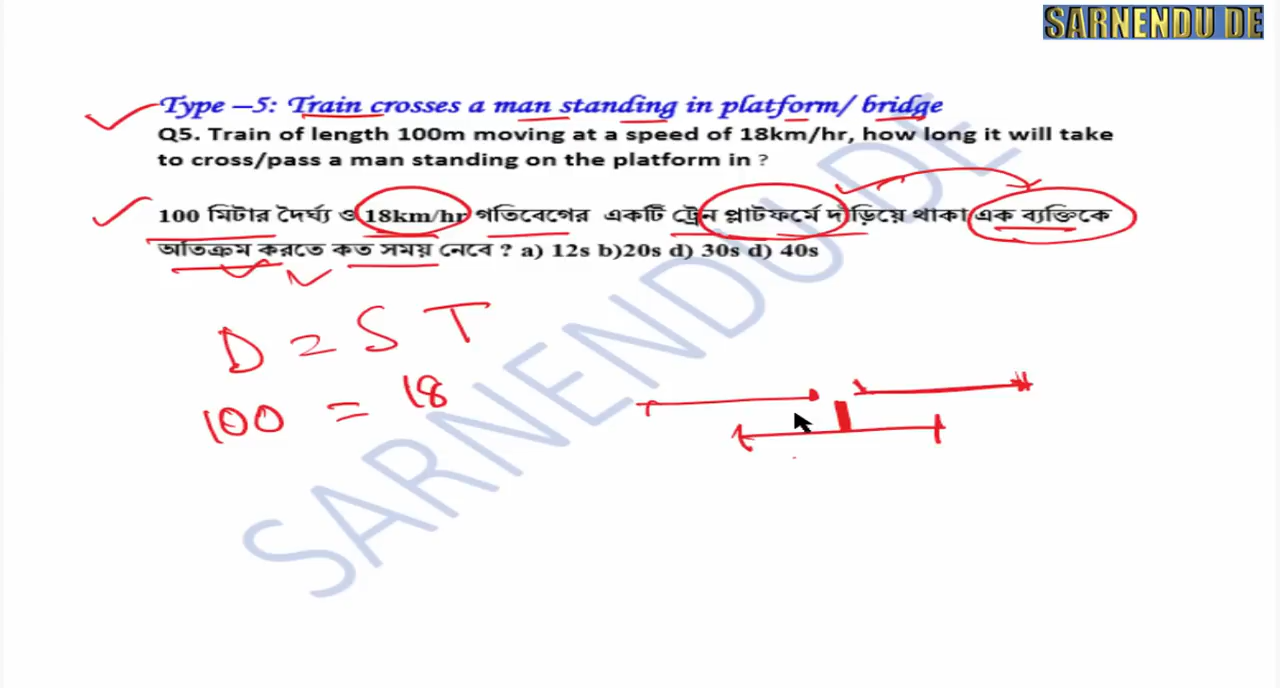 SARNENDU DE
Type –5: Train crosses a man standing in platform/ bridge
Q5. Train of length 100m moving at a speed of 18km/hr, how long it will take
to cross/pass a man standing on the platform in ?
100 মিটার দৈর্ঘ্য ও 18km/hr গতিবেগের একটি ট্রেন প্লাটফর্মে দাঁড়িয়ে থাকা এক ব্যক্তিকে
অতিক্রম করতে কত সময় নেবে ? a) 12s b)20s d) 30s d) 40s
D = S T
100 = 18
SARNENDU DE